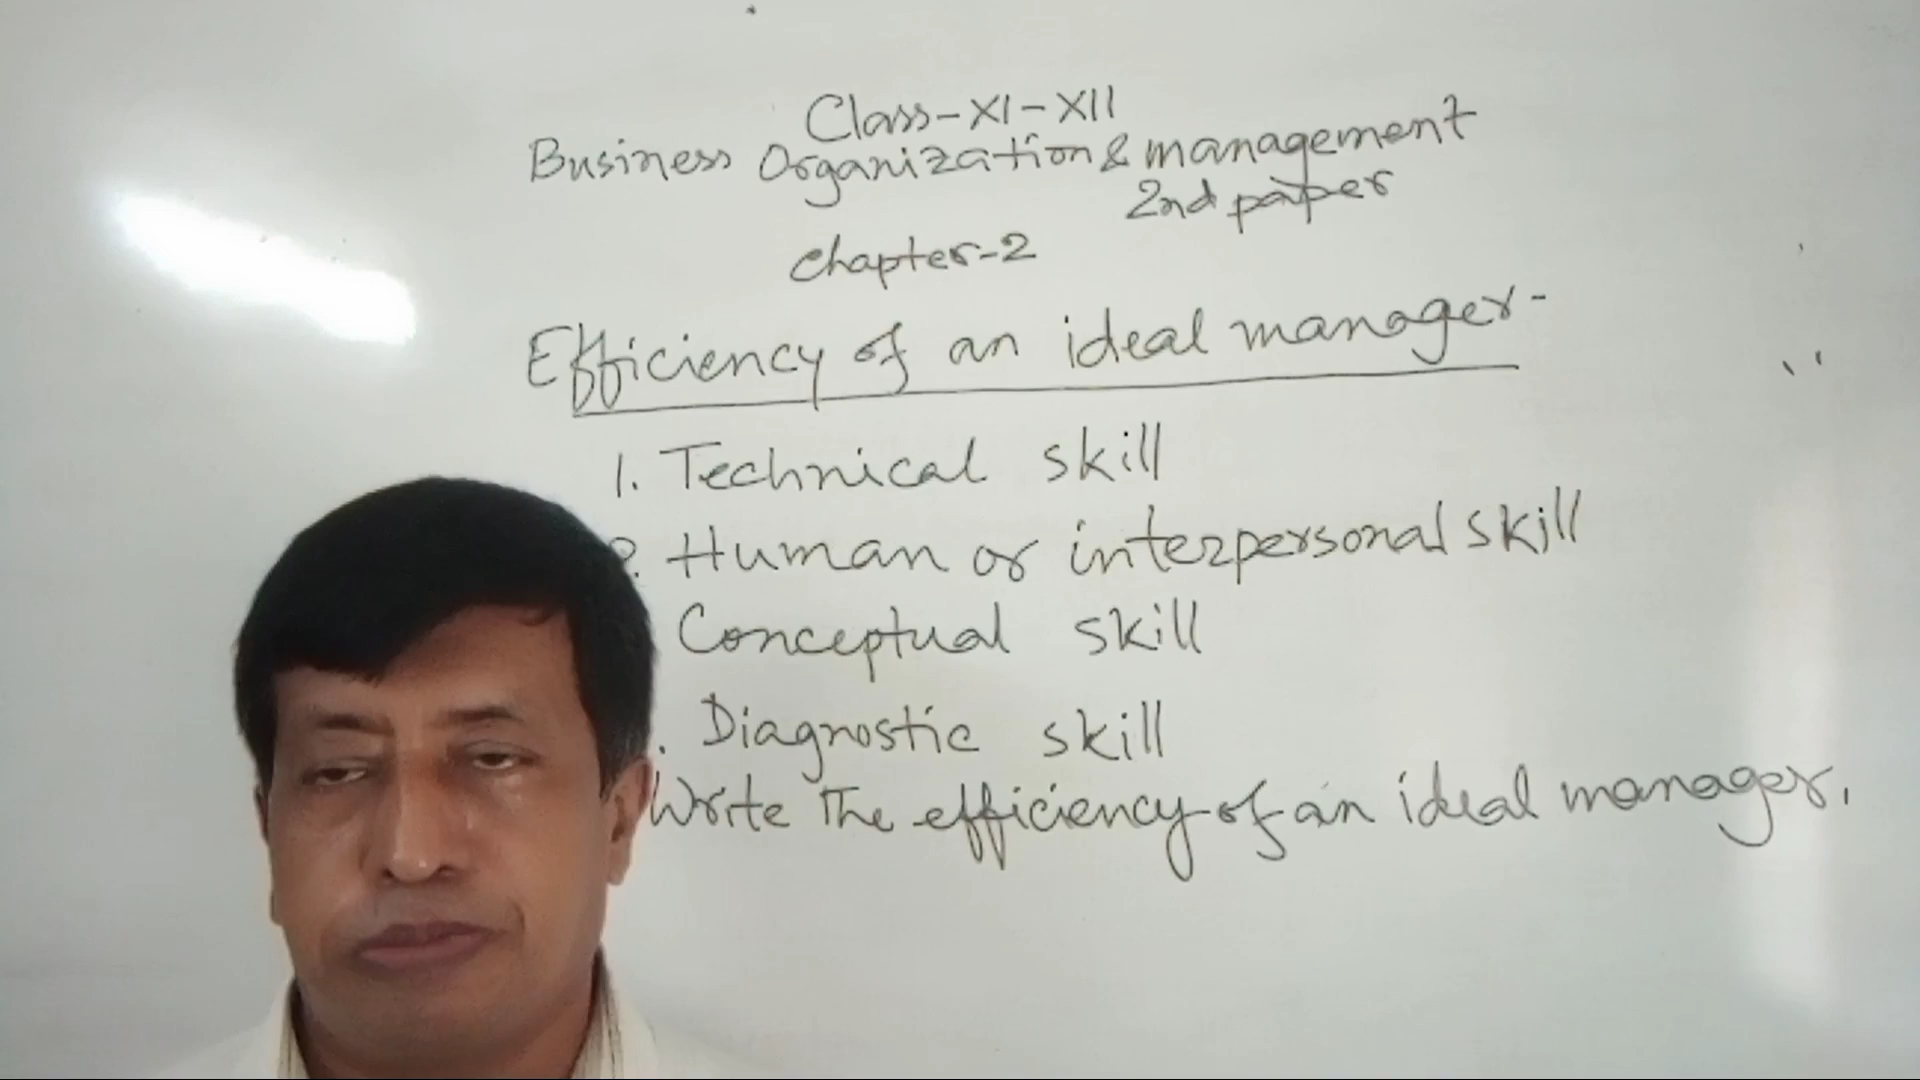 Class-XI-XII
Business Organization & management
2nd paper
chapter-2
Efficiency of an ideal manager-
1. Technical skill
2. Human or interpersonal skill
Conceptual skill
. Diagnostic skill
Write The efficiency of an ideal manager.